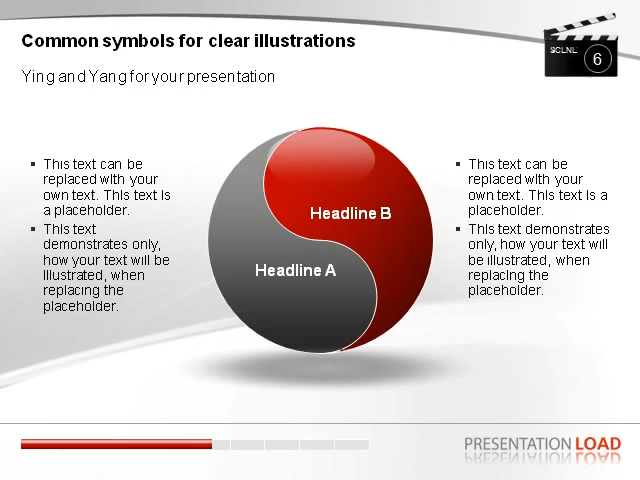 Common symbols for clear illustrations
SCLNL
6
Ying and Yang for your presentation
▪ This text can be
replaced with your
own text. This text is
a placeholder.
▪ This text
demonstrates only,
how your text will be
illustrated, when
replacing the
placeholder.
Headline B
Headline A
▪ This text can be
replaced with your
own text. This is a
placeholder.
▪ This text demonstrates
only, how your text will
be illustrated, when
replacing the
placeholder.
PRESENTATION LOAD